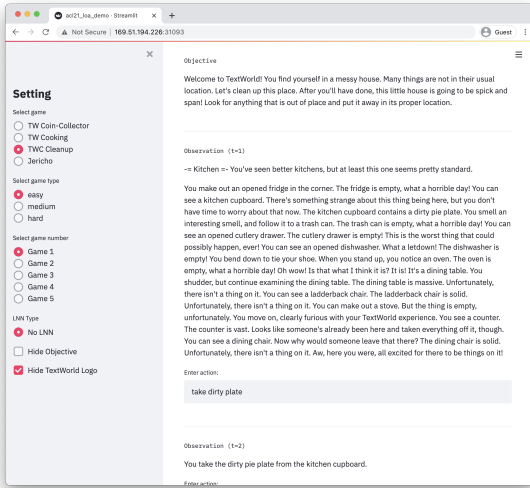 acl21_loa_demo · Streamlit
Not Secure | 169.51.194.226:31093
Guest
Setting
Select game
TW Coin-Collector
TW Cooking
TWC Cleanup
Jericho
Select game type
easy
medium
hard
Select game number
Game 1
Game 2
Game 3
Game 4
Game 5
LNN Type
No LNN
Hide Objective
Hide TextWorld Logo
Objective
Welcome to TextWorld! You find yourself in a messy house. Many things are not in their usual
location. Let's clean up this place. After you'll have done, this little house is going to be spick and
span! Look for anything that is out of place and put it away in its proper location.
Observation (t=1)
-= Kitchen =- You've seen better kitchens, but at least this one seems pretty standard.
You make out an opened fridge in the corner. The fridge is empty, what a horrible day! You can
see a kitchen cupboard. There's something strange about this thing being here, but you don't
have time to worry about that now. The kitchen cupboard contains a dirty pie plate. You smell an
interesting smell, and follow it to a trash can. The trash can is empty, what a horrible day! You can
see an opened cutlery drawer. The cutlery drawer is empty! This is the worst thing that could
possibly happen, ever! You can see an opened dishwasher. What a letdown! The dishwasher is
empty! You bend down to tie your shoe. When you stand up, you notice an oven. The oven is
empty, what a horrible day! Oh wow! Is that what I think it is? It is! It's a dining table. You
shudder, but continue examining the dining table. The dining table is massive. Unfortunately,
there isn't a thing on it. You can see a ladderback chair. The ladderback chair is solid.
Unfortunately, there isn't a thing on it. You can make out a stove. But the thing is empty,
unfortunately. You move on, clearly furious with your TextWorld experience. You see a counter.
The counter is vast. Looks like someone's already been here and taken everything off it, though.
You can see a dining chair. Now why would someone leave that there? The dining chair is solid.
Unfortunately, there isn't a thing on it. Aw, here you were, all excited for there to be things on it!
Enter action:
take dirty plate
Observation (t=2)
You take the dirty pie plate from the kitchen cupboard.
Enter action: